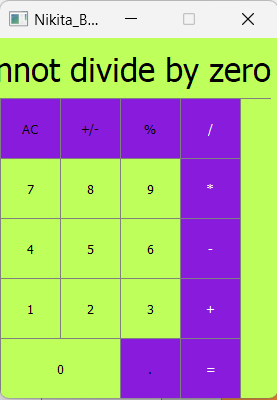 Nikita_B...
nnot divide by zero
AC +/- % /
7 8 9 *
4 5 6 -
1 2 3 +
0 . =